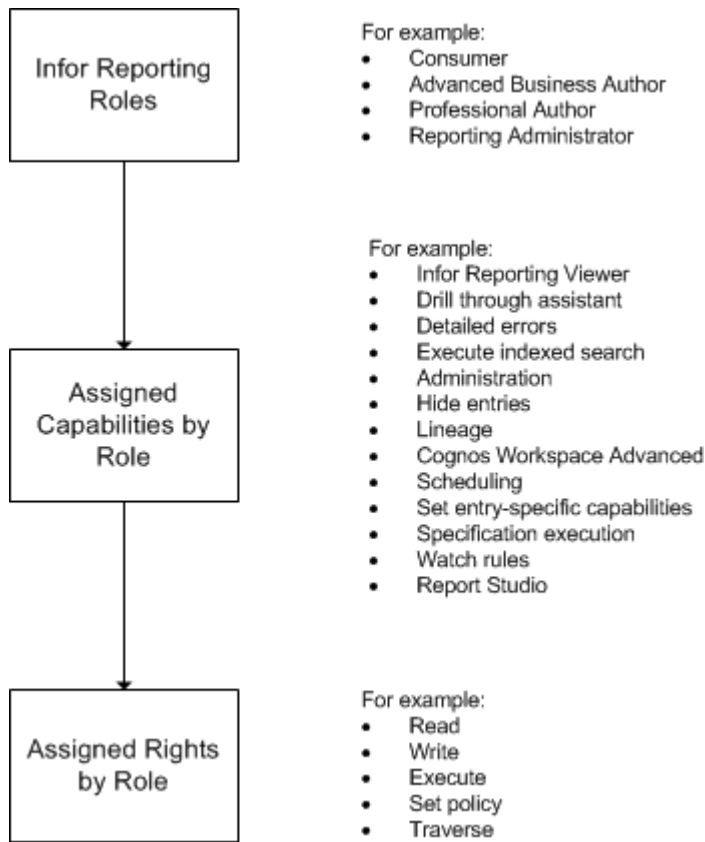 Infor Reporting
Roles
For example:
• Consumer
• Advanced Business Author
• Professional Author
• Reporting Administrator
Assigned
Capabilities by
Role
For example:
• Infor Reporting Viewer
• Drill through assistant
• Detailed errors
• Execute indexed search
• Administration
• Hide entries
• Lineage
• Cognos Workspace Advanced
• Scheduling
• Set entry-specific capabilities
• Specification execution
• Watch rules
• Report Studio
Assigned Rights
by Role
For example:
• Read
• Write
• Execute
• Set policy
• Traverse